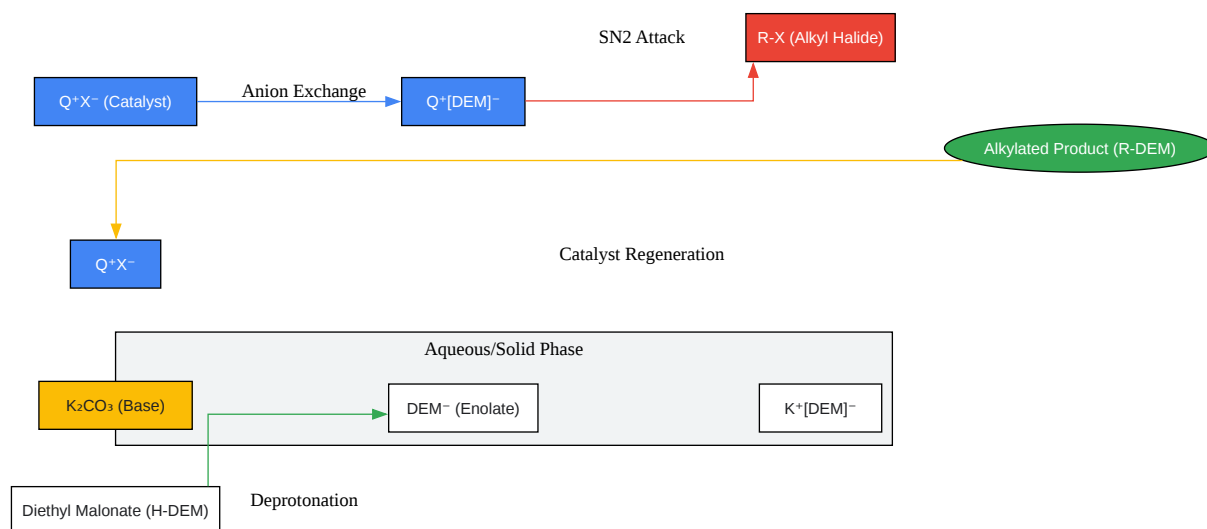 SN2 Attack
R-X (Alkyl Halide)
Q⁺X⁻ (Catalyst)
Anion Exchange
Q⁺[DEM]⁻
Alkylated Product (R-DEM)
Q⁺X⁻
Catalyst Regeneration
Aqueous/Solid Phase
K₂CO₃ (Base)
DEM⁻ (Enolate)
K⁺[DEM]⁻
Diethyl Malonate (H-DEM)
Deprotonation